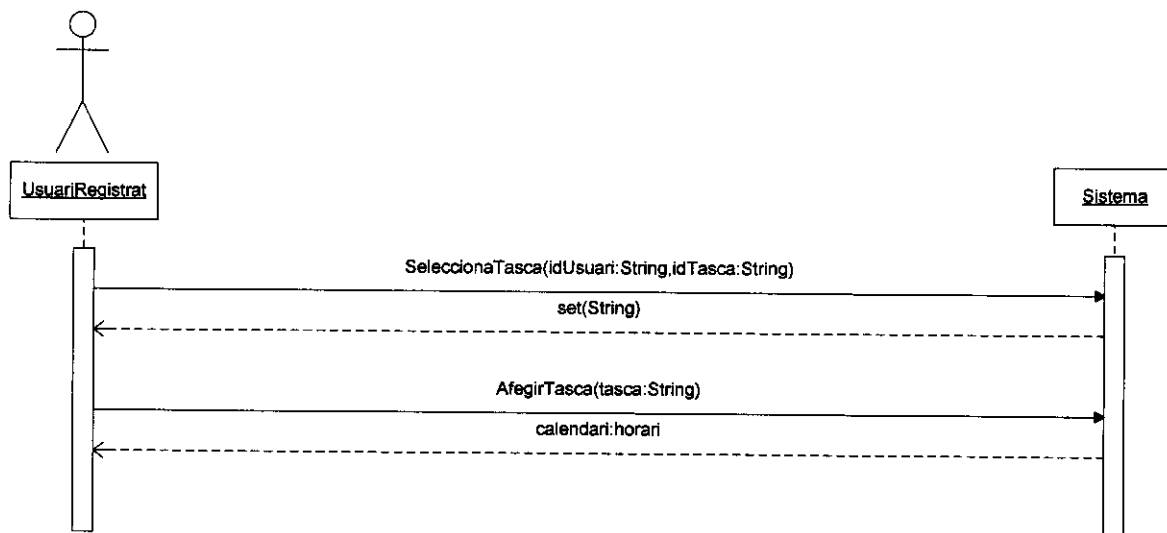 UsuariRegistrat
Sistema
SeleccionaTasca(idUsuari:String,idTasca:String)
set(String)
AfegirTasca(tasca:String)
calendari:horari